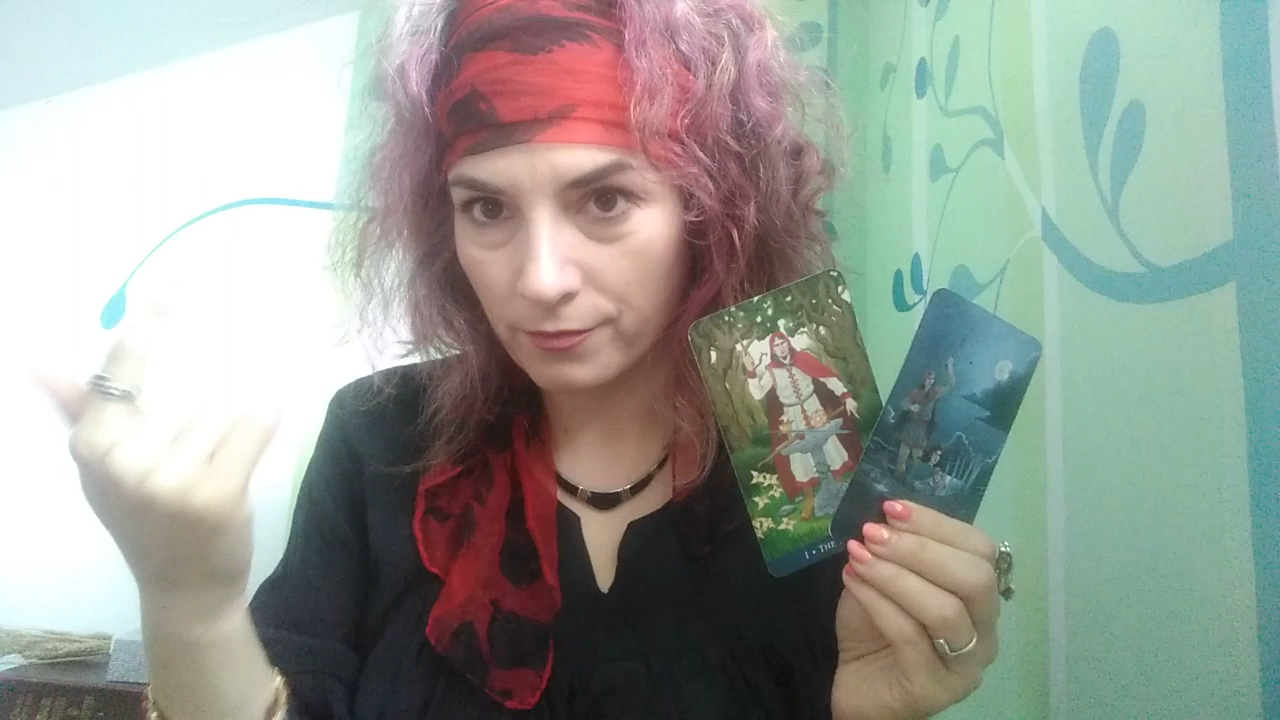 I • THE